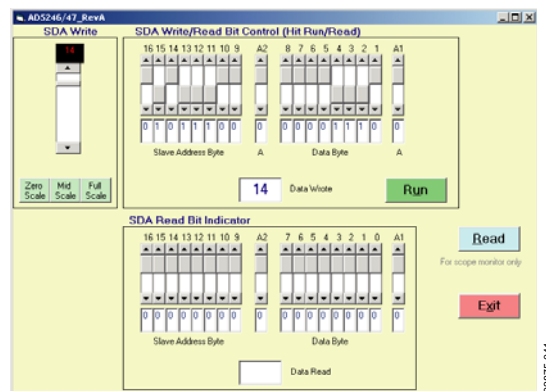 ADS246/47_RevA
SDA Write
SDA Write/Read Bit Control (Hit Run/Read)
14
16 15 14 13 12 11 10 9 A2 8 7 6 5 4 3 2 1 A1
0 1 0 1 1 1 0 0 0 0 0 0 0 1 1 1 0 0
Slave Address Byte A Data Byte A
Zero Scale
Mid Scale
Full Scale
14 Data Wrote
Run
SDA Read Bit Indicator
16 15 14 13 12 11 10 9 A2 7 6 5 4 3 2 1 0 A1
0 0 0 0 0 0 0 0 0 0 0 0 0 0 0 0 0 0
Slave Address Byte Data Byte
Data Read
Read
For scope monitor only
Exit